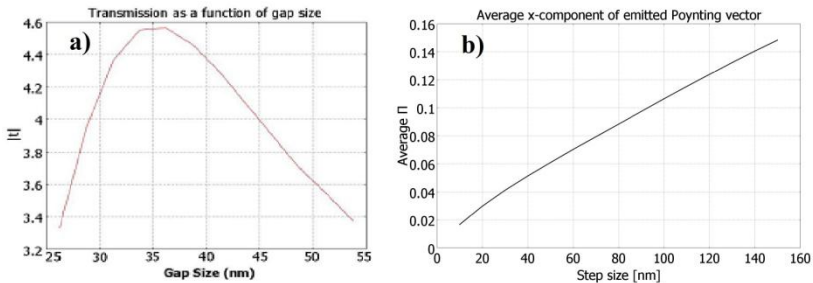 Transmission as a function of gap size
a)
4.6
4.4
4.2
4
3.8
3.6
3.4
3.2
|t|
25 30 35 40 45 50 55
Gap Size (nm)
Average x-component of emitted Poynting vector
b)
0.16
0.14
0.12
0.1
0.08
0.06
0.04
0.02
0
Average Π
0 20 40 60 80 100 120 140 160
Step size [nm]